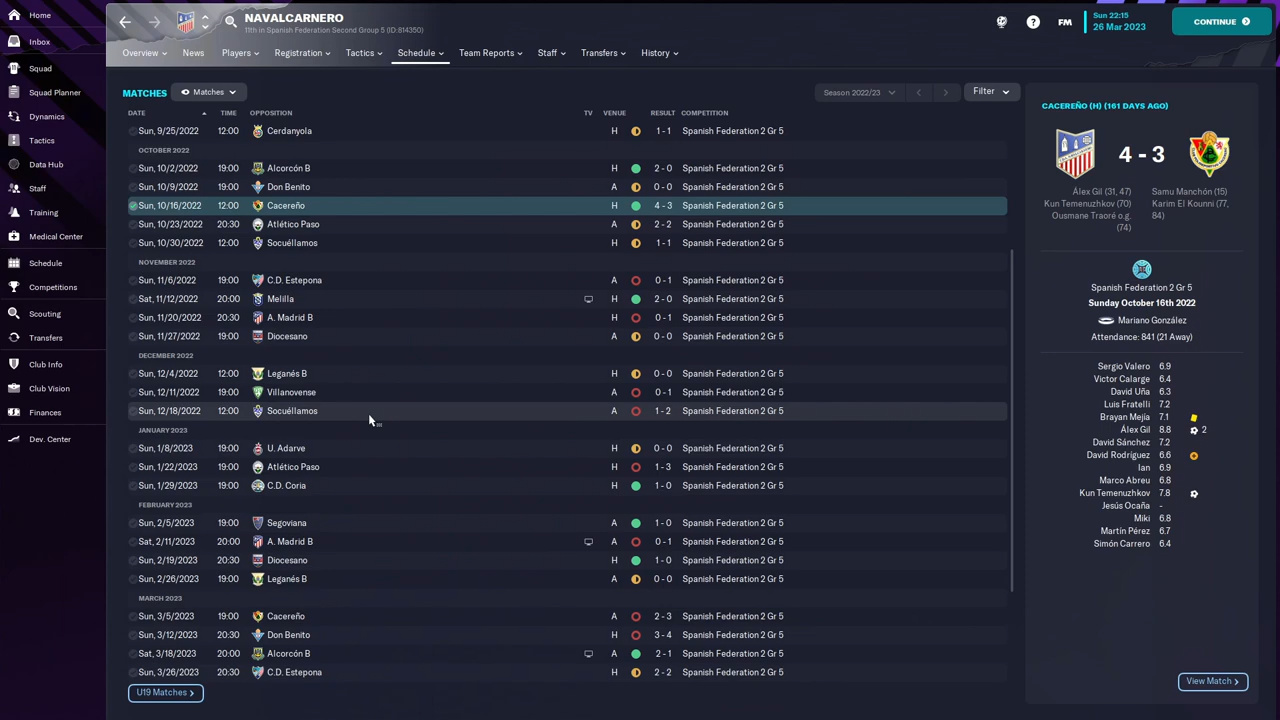 Home
Inbox
Squad
Squad Planner
Dynamics
Tactics
Data Hub
Staff
Training
Medical Center
Schedule
Competitions
Scouting
Transfers
Club Info
Club Vision
Finances
Dev. Center
NAVALCARNERO
11th in Spanish Federation Second Group 5 (ID:814350)
FM
Sun 22:15
26 Mar 2023
CONTINUE
Overview News Players Registration Tactics Schedule Team Reports Staff Transfers History
MATCHES Matches Season 2022/23 Filter
DATE TIME OPPOSITION TV VENUE RESULT COMPETITION
Sun, 9/25/2022 12:00 Cerdanyola H 1 - 1 Spanish Federation 2 Gr 5
OCTOBER 2022
Sun, 10/2/2022 19:00 Alcorcón B H 2 - 0 Spanish Federation 2 Gr 5
Sun, 10/9/2022 19:00 Don Benito A 0 - 0 Spanish Federation 2 Gr 5
Sun, 10/16/2022 12:00 Cacereño H 4 - 3 Spanish Federation 2 Gr 5
Sun, 10/23/2022 20:30 Atlético Paso A 2 - 2 Spanish Federation 2 Gr 5
Sun, 10/30/2022 12:00 Socuéllamos H 1 - 1 Spanish Federation 2 Gr 5
NOVEMBER 2022
Sun, 11/6/2022 19:00 C.D. Estepona A 0 - 1 Spanish Federation 2 Gr 5
Sat, 11/12/2022 20:00 Melilla H 2 - 0 Spanish Federation 2 Gr 5
Sun, 11/20/2022 20:30 A. Madrid B H 0 - 1 Spanish Federation 2 Gr 5
Sun, 11/27/2022 19:00 Diocesano A 0 - 0 Spanish Federation 2 Gr 5
DECEMBER 2022
Sun, 12/4/2022 12:00 Leganés B H 0 - 0 Spanish Federation 2 Gr 5
Sun, 12/11/2022 19:00 Villanovense A 0 - 1 Spanish Federation 2 Gr 5
Sun, 12/18/2022 12:00 Socuéllamos A 1 - 2 Spanish Federation 2 Gr 5
JANUARY 2023
Sun, 1/8/2023 19:00 U. Adarve H 0 - 0 Spanish Federation 2 Gr 5
Sun, 1/22/2023 19:00 Atlético Paso H 1 - 3 Spanish Federation 2 Gr 5
Sun, 1/29/2023 19:00 C.D. Coria H 1 - 0 Spanish Federation 2 Gr 5
FEBRUARY 2023
Sun, 2/5/2023 19:00 Segoviana A 1 - 0 Spanish Federation 2 Gr 5
Sat, 2/11/2023 20:00 A. Madrid B A 0 - 1 Spanish Federation 2 Gr 5
Sun, 2/19/2023 20:30 Diocesano H 1 - 0 Spanish Federation 2 Gr 5
Sun, 2/26/2023 19:00 Leganés B A 0 - 0 Spanish Federation 2 Gr 5
MARCH 2023
Sun, 3/5/2023 19:00 Cacereño A 2 - 3 Spanish Federation 2 Gr 5
Sun, 3/12/2023 20:30 Don Benito H 3 - 4 Spanish Federation 2 Gr 5
Sat, 3/18/2023 20:00 Alcorcón B A 2 - 1 Spanish Federation 2 Gr 5
Sun, 3/26/2023 20:30 C.D. Estepona H 2 - 2 Spanish Federation 2 Gr 5
U19 Matches
CACEREÑO (H) (161 DAYS AGO)
4 - 3
Álex Gil (31, 47)
Kun Temenuzhkov (70)
Ousmane Traoré o.g.
(74)
Samu Manchón (15)
Karim El Kounni (77,
84)
Spanish Federation 2 Gr 5
Sunday October 16th 2022
Mariano González
Attendance: 841 (21 Away)
Sergio Valero 6.9
Victor Calarge 6.4
David Uña 6.3
Luis Fratelli 7.2
Brayan Mejía 7.1
Álex Gil 8.8 2
David Sánchez 7.2
David Rodríguez 6.6
Ian 6.9
Marco Abreu 6.8
Kun Temenuzhkov 7.8
Jesús Ocaña -
Miki 6.8
Martín Pérez 6.7
Simón Carrero 6.4
View Match